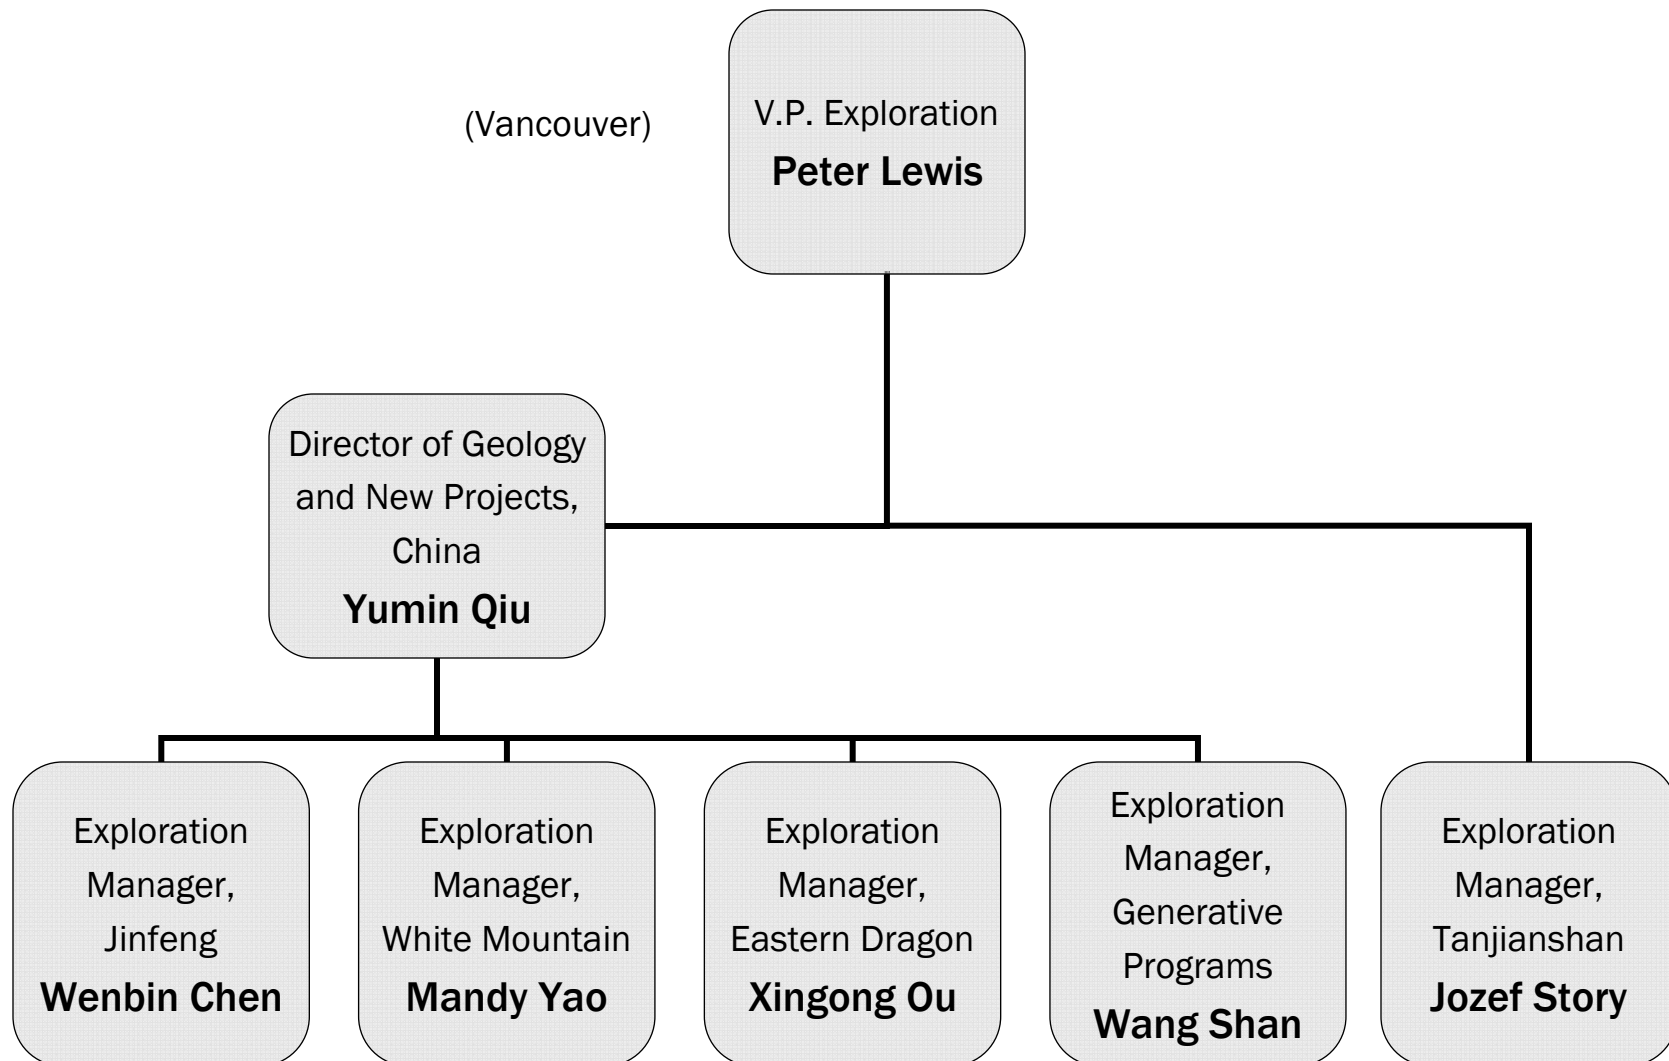 (Vancouver)
V.P. Exploration
Peter Lewis
Director of Geology
and New Projects,
China
Yumin Qiu
Exploration
Manager,
Jinfeng
Wenbin Chen
Exploration
Manager,
White Mountain
Mandy Yao
Exploration
Manager,
Eastern Dragon
Xingong Ou
Exploration
Manager,
Generative
Programs
Wang Shan
Exploration
Manager,
Tanjianshan
Jozef Story